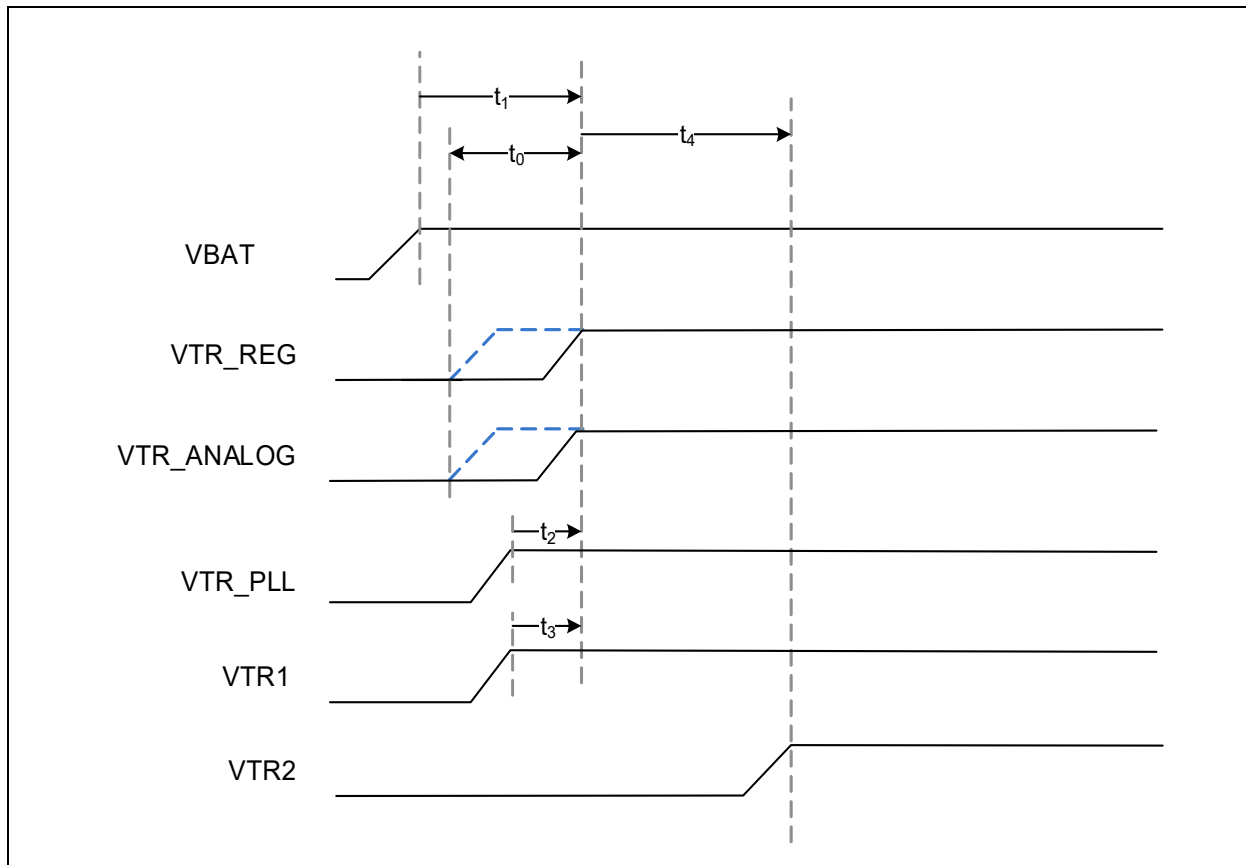 t1
t4
t0
VBAT
VTR_REG
VTR_ANALOG
t2
VTR_PLL
t3
VTR1
VTR2